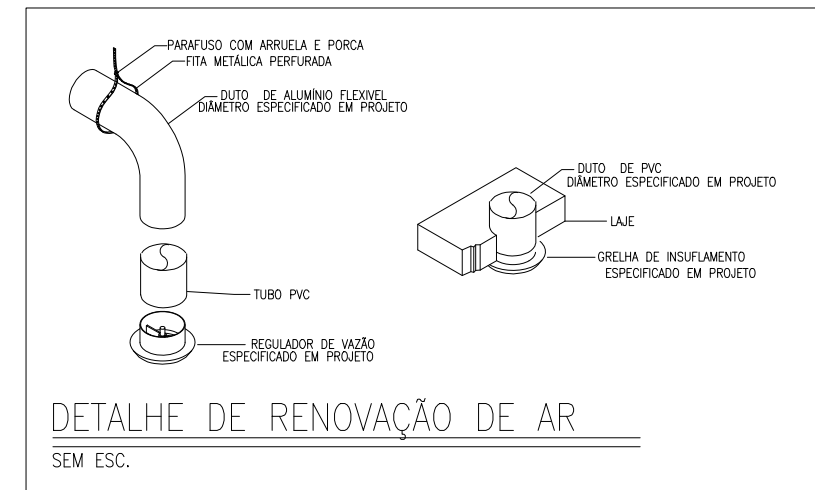 PARAFUSO COM ARRUELA E PORCA
FITA METÁLICA PERFURADA
DUTO DE ALUMÍNIO FLEXIVEL
DIÂMETRO ESPECIFICADO EM PROJETO
TUBO PVC
REGULADOR DE VAZÃO
ESPECIFICADO EM PROJETO
DUTO DE PVC
DIÂMETRO ESPECIFICADO EM PROJETO
LAJE
GRELHA DE INSUFLAMENTO
ESPECIFICADO EM PROJETO
DETALHE DE RENOVAÇÃO DE AR
SEM ESC.